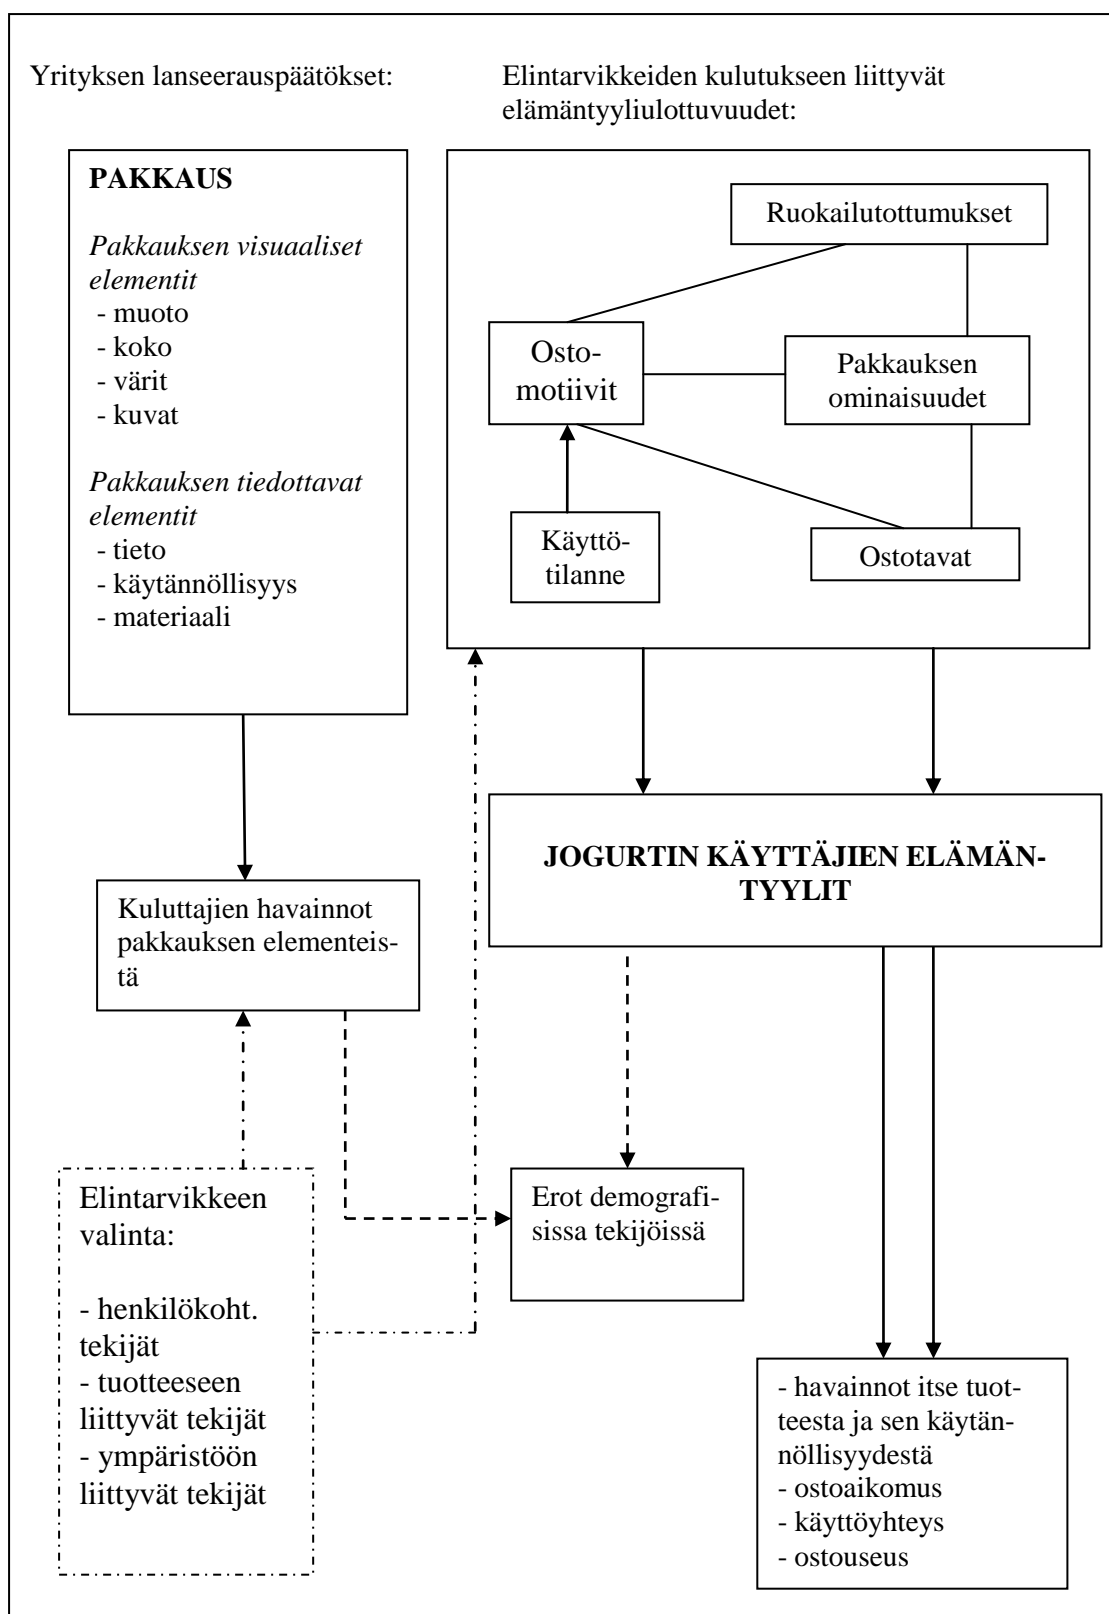 Yrityksen lanseerauspäätökset:
Elintarvikkeiden kulutukseen liittyvät
elämäntyyliulottuvuudet:
PAKKAUS
Pakkauksen visuaaliset
elementit
- muoto
- koko
- värit
- kuvat
Pakkauksen tiedottavat
elementit
- tieto
- käytännöllisyys
- materiaali
Ruokailutottumukset
Osto-
motiivit
Pakkauksen
ominaisuudet
Käyttö-
tilanne
Ostotavat
JOGURTIN KÄYTTÄJIEN ELÄMÄN-
TYYLIT
Kuluttajien havainnot
pakkauksen elementeis-
tä
Elintarvikkeen
valinta:
- henkilökoht.
tekijät
- tuotteeseen
liittyvät tekijät
- ympäristöön
liittyvät tekijät
Erot demografi-
sissa tekijöissä
- havainnot itse tuot-
teesta ja sen käytän-
nöllisyydestä
- ostoaikomus
- käyttöyhteys
- ostouseus